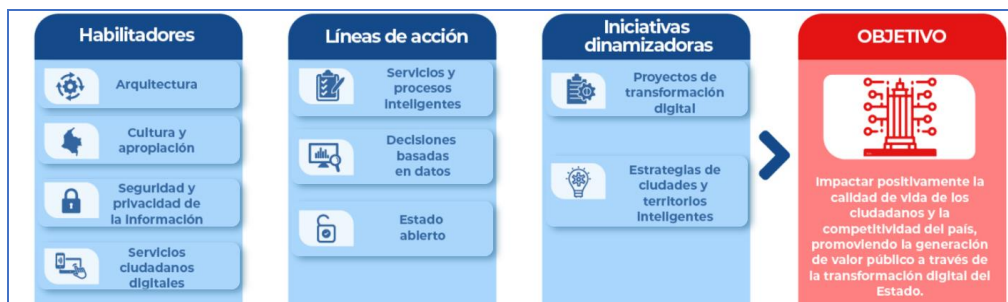 Habilitadores
Arquitectura
Cultura y
apropiación
Seguridad y
privacidad de
la información
Servicios
ciudadanos
digitales
Líneas de acción
Servicios y
procesos
inteligentes
Decisiones
basadas
en datos
Estado
abierto
Iniciativas
dinamizadoras
Proyectos de
transformación
digital
Estrategias de
ciudades y
territorios
inteligentes
OBJETIVO
Impactar positivamente la
calidad de vida de los
ciudadanos y la
competitividad del país,
promoviendo la generación
de valor público a través de
la transformación digital del
Estado.